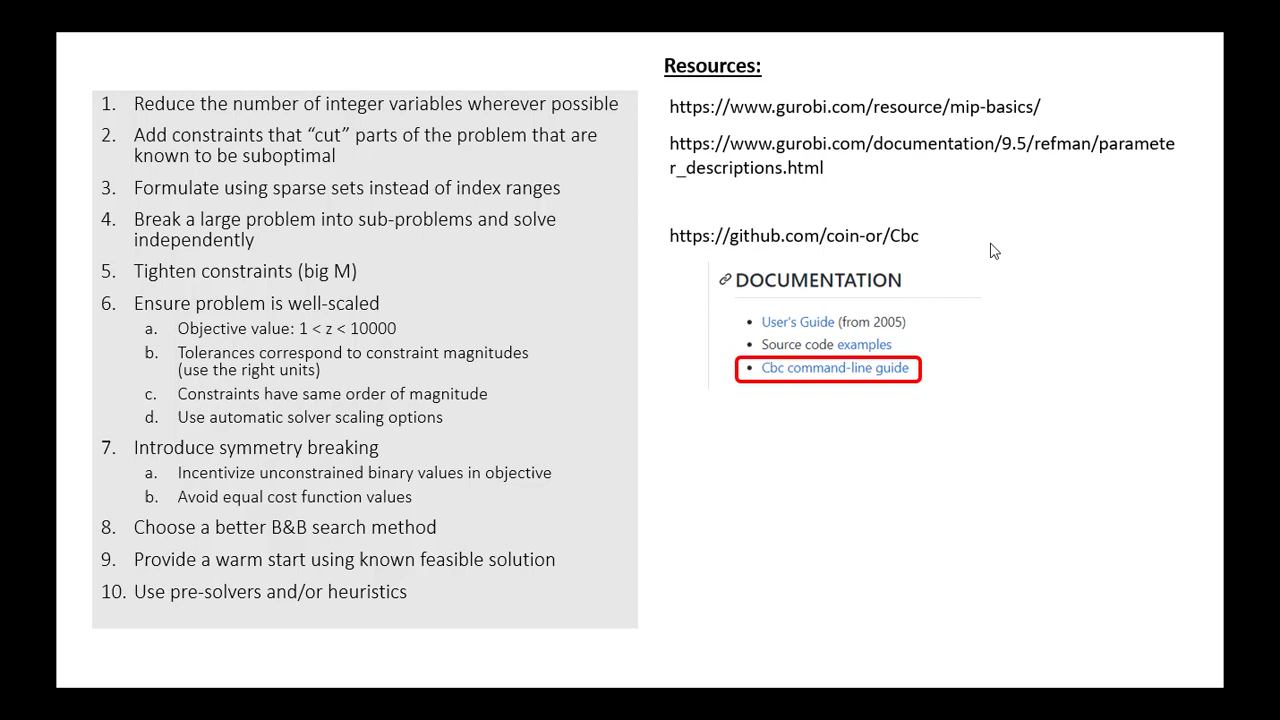 1. Reduce the number of integer variables wherever possible
2. Add constraints that “cut” parts of the problem that are
known to be suboptimal
3. Formulate using sparse sets instead of index ranges
4. Break a large problem into sub-problems and solve
independently
5. Tighten constraints (big M)
6. Ensure problem is well-scaled
a. Objective value: 1 < z < 10000
b. Tolerances correspond to constraint magnitudes
(use the right units)
c. Constraints have same order of magnitude
d. Use automatic solver scaling options
7. Introduce symmetry breaking
a. Incentivize unconstrained binary values in objective
b. Avoid equal cost function values
8. Choose a better B&B search method
9. Provide a warm start using known feasible solution
10. Use pre-solvers and/or heuristics
Resources:
https://www.gurobi.com/resource/mip-basics/
https://www.gurobi.com/documentation/9.5/refman/paramete
r_descriptions.html
https://github.com/coin-or/Cbc
DOCUMENTATION
• User's Guide (from 2005)
• Source code examples
• Cbc command-line guide